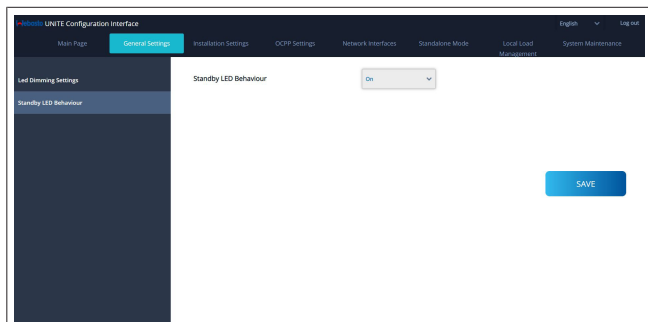 Webasto UNITE Configuration Interface
English
Log out
Main Page
General Settings
Installation Settings
OCPP Settings
Network Interfaces
Standalone Mode
Local Load
Management
System Maintenance
Led Dimming Settings
Standby LED Behaviour
On
Standby LED Behaviour
SAVE